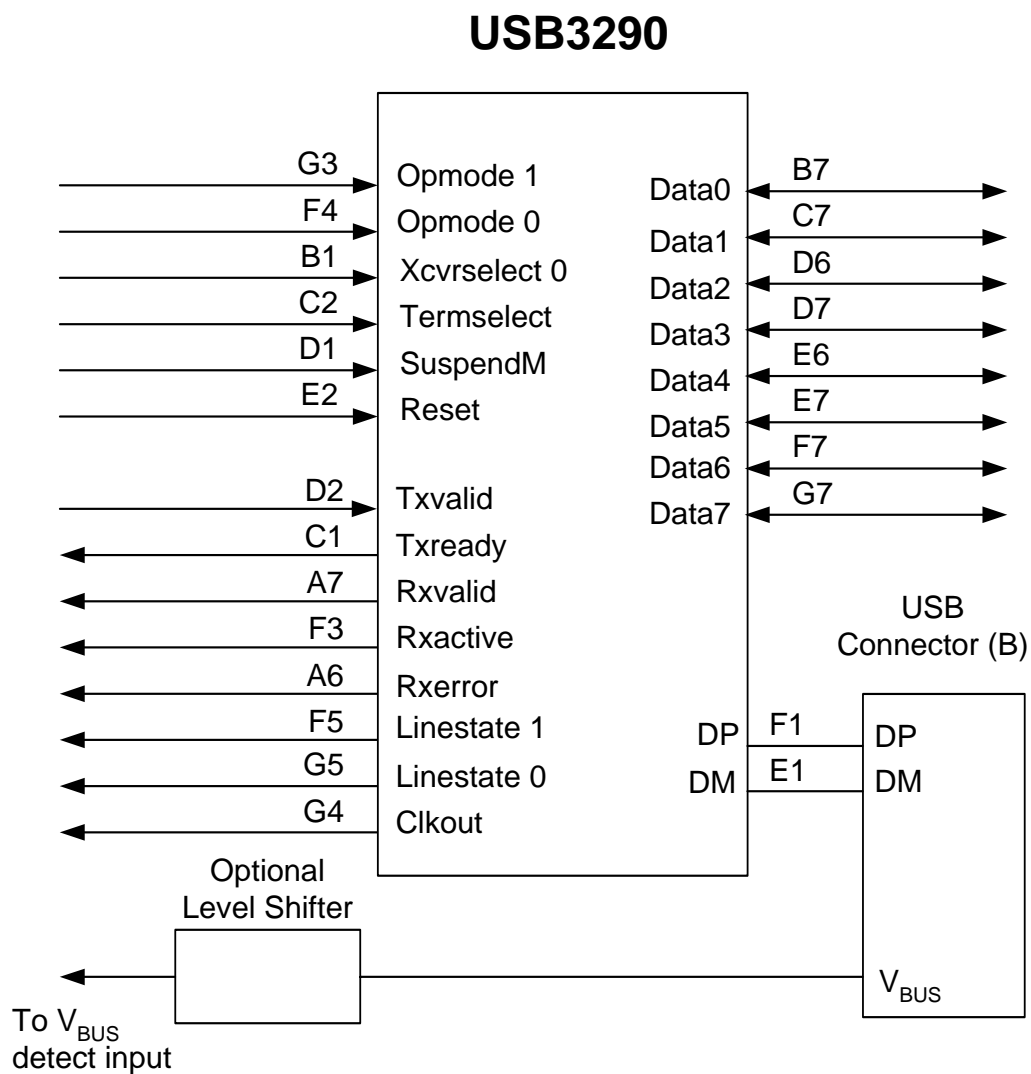 USB3290
G3
Opmode 1
F4
Opmode 0
B1
Xcvrselect 0
C2
Termselect
D1
SuspendM
E2
Reset
D2
Txvalid
C1
Txready
A7
Rxvalid
F3
Rxactive
A6
Rxerror
F5
Linestate 1
G5
Linestate 0
G4
Clkout
Data0
B7
Data1
C7
Data2
D6
Data3
D7
Data4
E6
Data5
E7
Data6
F7
Data7
G7
USB
Connector (B)
DP
F1
DP
DM
E1
DM
Optional
Level Shifter
VBUS
To VBUS
detect input